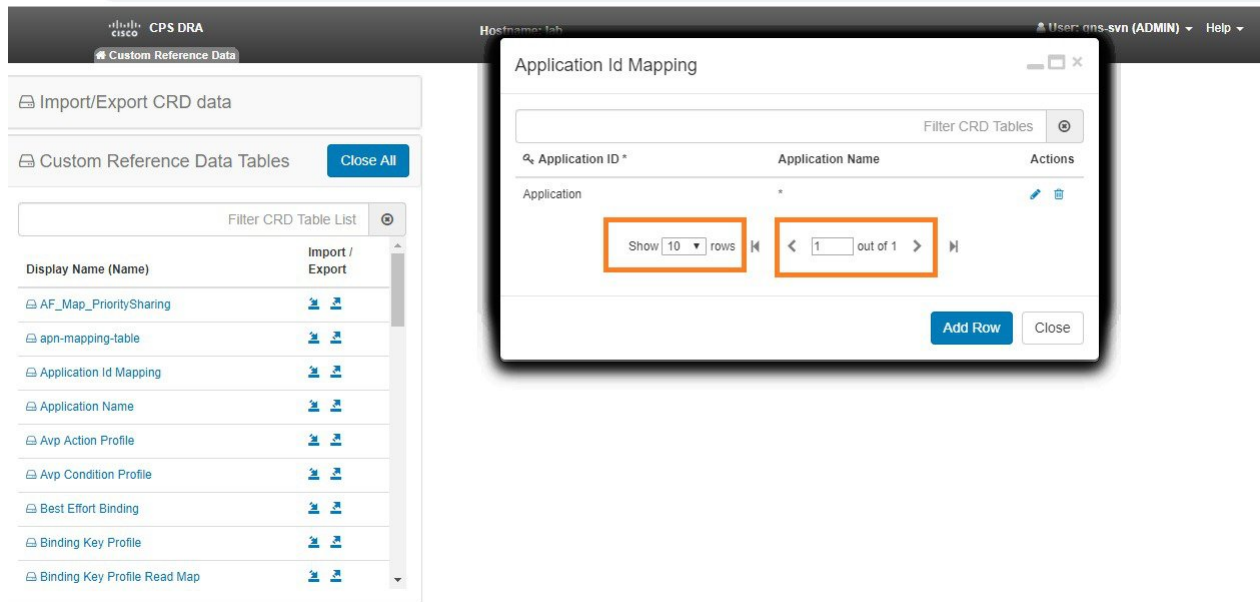 cisco CPS DRA
Hostname: lab
User: qns-svn (ADMIN) Help
Custom Reference Data
Import/Export CRD data
Custom Reference Data Tables Close All
Filter CRD Table List
Display Name (Name) Import / Export
AF_Map_PrioritySharing
apn-mapping-table
Application Id Mapping
Application Name
Avp Action Profile
Avp Condition Profile
Best Effort Binding
Binding Key Profile
Binding Key Profile Read Map
Application Id Mapping
Filter CRD Tables
Application ID * Application Name Actions
Application *
Show 10 rows 1 out of 1
Add Row Close